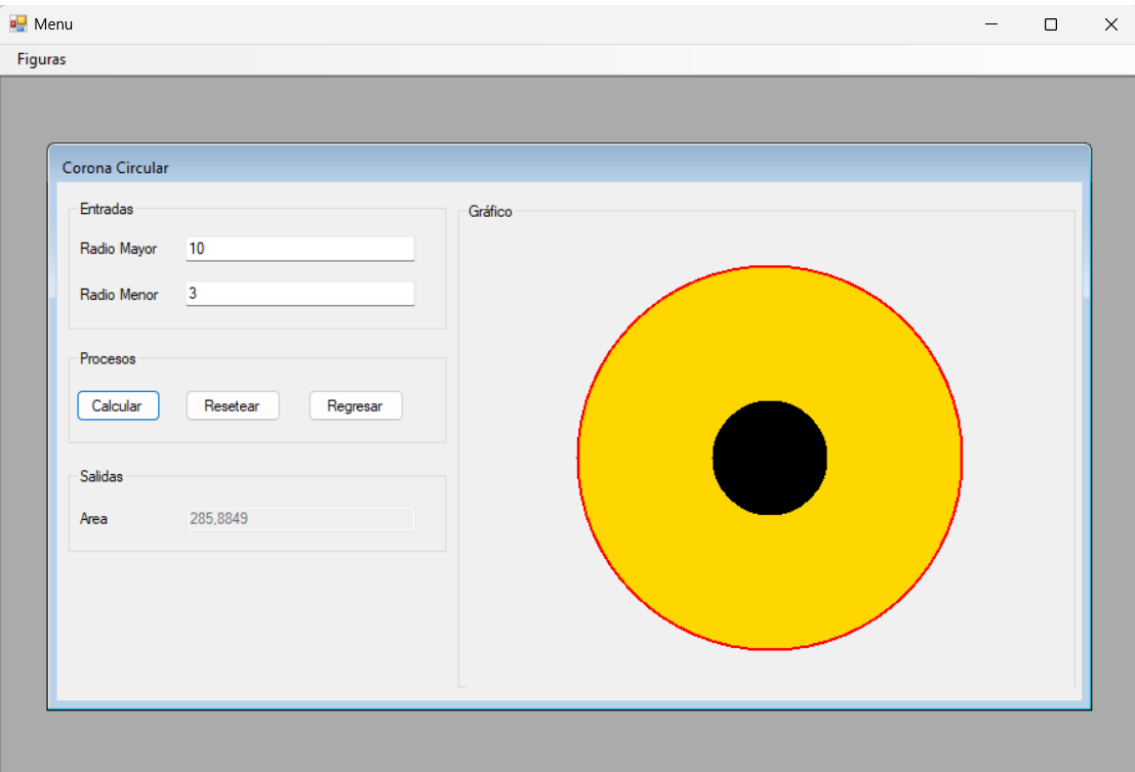 Menu
Figuras
Corona Circular
Entradas
Radio Mayor 10
Radio Menor 3
Procesos
Calcular Resetear Regresar
Salidas
Area 285,8849
Gráfico